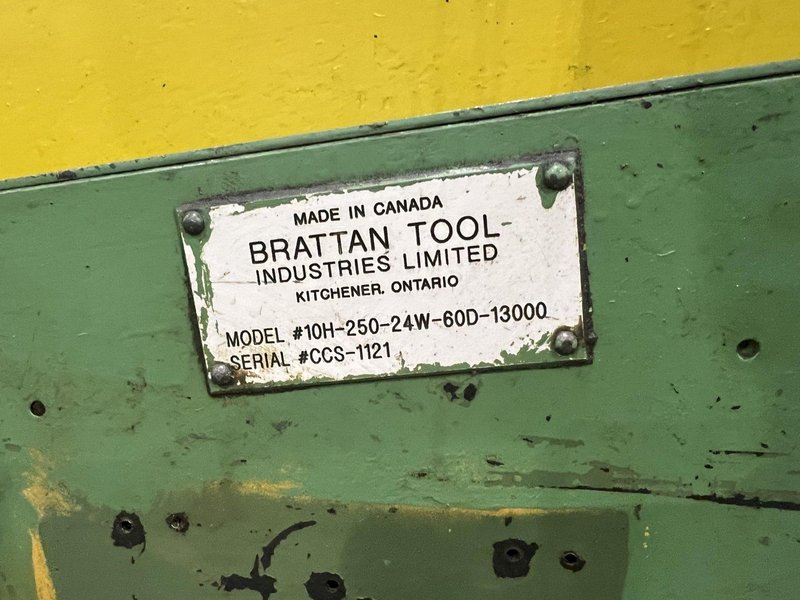 MADE IN CANADA
BRATTAN TOOL
INDUSTRIES LIMITED
KITCHENER, ONTARIO
MODEL #10H-250-24W-60D-13000
SERIAL #CCS-1121